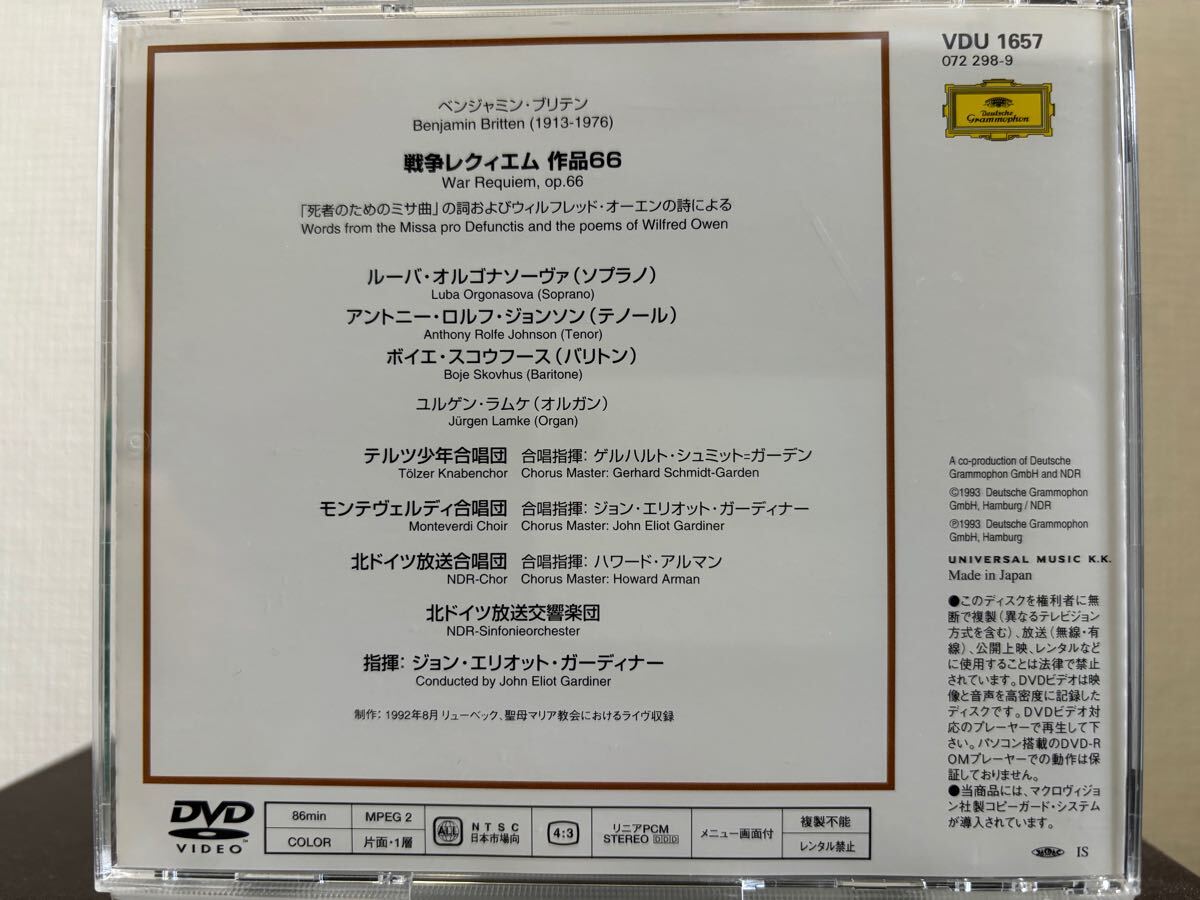 VDU 1657
072 298-9
Deutsche
Grammophon
ベンジャミン・ブリテン
Benjamin Britten (1913-1976)
戦争レクィエム 作品66
War Requiem, op.66
「死者のためのミサ曲」の詞およびウィルフレッド・オーエンの詩による
Words from the Missa pro Defunctis and the poems of Wilfred Owen
ルーバ・オルゴナソーヴァ（ソプラノ）
Luba Orgonasova (Soprano)
アントニー・ロルフ・ジョンソン（テノール）
Anthony Rolfe Johnson (Tenor)
ボイエ・スコウフース（バリトン）
Boje Skovhus (Baritone)
ユルゲン・ラムケ（オルガン）
Jürgen Lamke (Organ)
テルツ少年合唱団 合唱指揮：ゲルハルト・シュミット=ガーデン
Tölzer Knabenchor Chorus Master: Gerhard Schmidt-Garden
モンテヴェルディ合唱団 合唱指揮：ジョン・エリオット・ガーディナー
Monteverdi Choir Chorus Master: John Eliot Gardiner
北ドイツ放送合唱団 合唱指揮：ハワード・アルマン
NDR-Chor Chorus Master: Howard Arman
北ドイツ放送交響楽団
NDR-Sinfonieorchester
指揮：ジョン・エリオット・ガーディナー
Conducted by John Eliot Gardiner
制作：1992年8月 リューベック、聖母マリア教会におけるライヴ収録
A co-production of Deutsche
Grammophon GmbH and NDR
©1993 Deutsche Grammophon
GmbH, Hamburg / NDR
℗1993 Deutsche Grammophon
GmbH, Hamburg
UNIVERSAL MUSIC K.K.
Made in Japan
●このディスクを権利者に無
断で複製（異なるテレビジョン
方式を含む）、放送（無線・有
線）、公開上映、レンタルなど
に使用することは法律で禁止
されています。DVDビデオは映
像と音声を高密度に記録した
ディスクです。DVDビデオ対
応のプレーヤーで再生して下
さい。パソコン搭載のDVD-R
OMプレーヤーでの動作は保
証しておりません。
●当商品には、マクロヴィジョ
ン社製コピーガード・システム
が導入されています。
JASRAC IS
DVD
VIDEO™
86min
COLOR
MPEG 2
片面・1層
ALL
NTSC
日本市場向
4:3
リニアPCM
STEREO DDD
メニュー画面付
複製不能
レンタル禁止